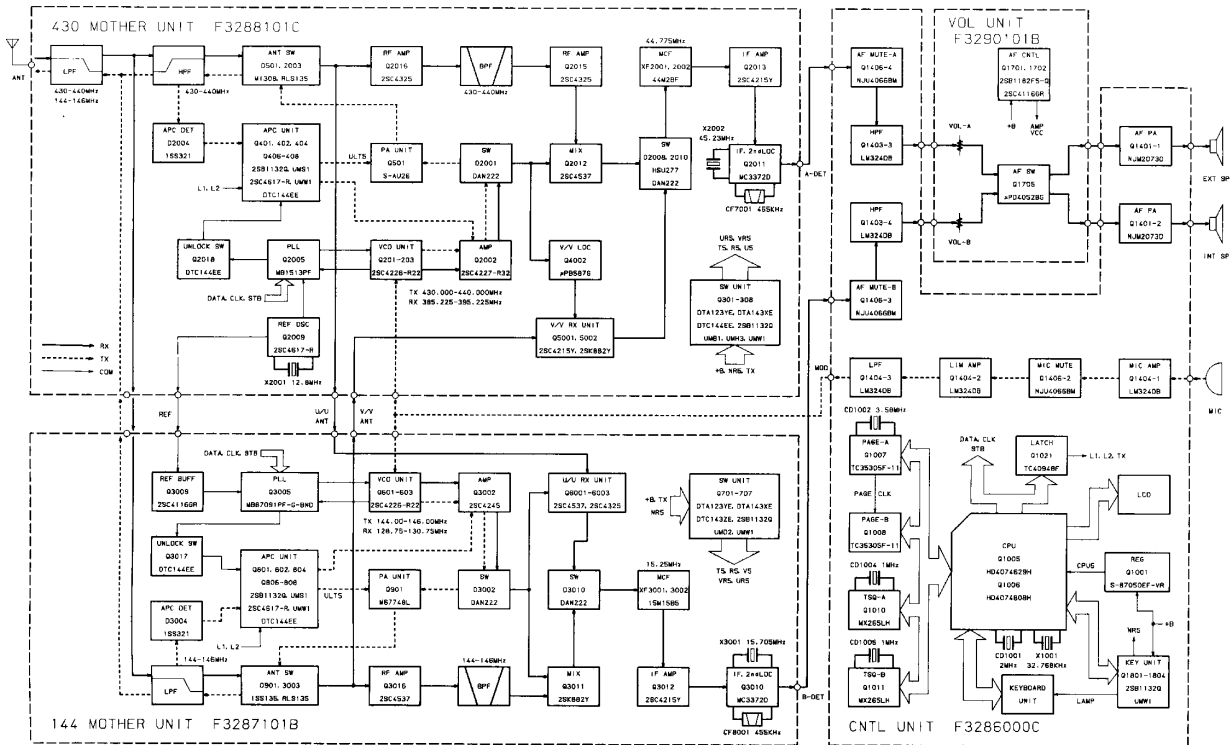 430 MOTHER UNIT F3288101C
ANT
LPF
430-440MHz
144-146MHz
HPF
430-440MHz
ANT SW
D501, 2003
MI308, RLS135
RF AMP
Q2016
2SC4325
BPF
430-440MHz
RF AMP
Q2015
2SC4325
44.775MHz
MCF
XF2001, 2002
44M2BF
IF AMP
Q2013
2SC4215Y
APC DET
D2004
1SS321
APC UNIT
Q401, 402, 404
Q406-408
2SB1132Q, UMS1
2SC4617-R, UMW1
DTC144EE
L1, L2
ULTS
PA UNIT
Q501
S-AU26
SW
D2001
DAN222
MIX
Q2012
2SC4537
SW
D2008, 2010
HSU277
DAN222
X2002
45.23MHz
IF, 2ndLOC
Q2011
MC3372D
CF7001 455KHz
A-DET
UNLOCK SW
Q2018
DTC144EE
PLL
Q2005
MB1513PF
DATA, CLK, STB
VCO UNIT
Q201-203
2SC4226-R22
AMP
Q2002
2SC4227-R32
TX 430.000-440.000MHz
RX 385.225-395.225MHz
V/V LOC
Q4002
μPB587G
V/V RX UNIT
Q5001, 5002
2SC4215Y, 2SK882Y
URS, VRS
TS, RS, US
SW UNIT
Q301-308
DTA123YE, DTA143XE
DTC144EE, 2SB1132Q
UMB1, UMH3, UMW1
+B, NRS, TX
REF OSC
Q2009
2SC4617-R
X2001 12.8MHz
RX
TX
COM
REF
U/U
ANT
V/V
ANT
MOD
REF BUFF
Q3009
2SC4116GR
DATA, CLK, STB
PLL
Q3005
MB87091PF-G-BND
VCO UNIT
Q601-603
2SC4226-R22
AMP
Q3002
2SC4245
TX 144.00-146.00MHz
RX 128.75-130.75MHz
U/U RX UNIT
Q6001-6003
2SC4537, 2SC4325
+B, TX
NRS
SW UNIT
Q701-707
DTA123YE, DTA143XE
DTC143ZE, 2SB1132Q
UMD2, UMW1
TS, RS, VS
VRS, URS
UNLOCK SW
Q3017
DTC144EE
APC UNIT
Q801, 802, 804
Q806-808
2SB1132Q, UMS1
2SC4617-R, UMW1
DTC144EE
L1, L2
ULTS
PA UNIT
Q901
M67748L
SW
D3002
DAN222
SW
D3010
DAN222
15.25MHz
MCF
XF3001, 3002
15M15B5
APC DET
D3004
1SS321
LPF
144-146MHz
ANT SW
D901, 3003
1SS136, RLS135
RF AMP
Q3016
2SC4537
144-146MHz
BPF
MIX
Q3011
2SK882Y
IF AMP
Q3012
2SC4215Y
X3001 15.705MHz
IF, 2ndLOC
Q3010
MC3372D
CF8001 455KHz
B-DET
144 MOTHER UNIT F3287101B
VOL UNIT
F3290101B
AF MUTE-A
Q1406-4
NJU4066BM
HPF
Q1403-3
LM324DB
HPF
Q1403-4
LM324DB
AF MUTE-B
Q1406-3
NJU4066BM
VOL-A
VOL-B
AF CNTL
Q1701, 1702
2SB1182F5-Q
2SC4116GR
+B
AMP
VCC
AF SW
Q1705
μPD4052BG
AF PA
Q1401-1
NJM2073D
EXT SP
AF PA
Q1401-2
NJM2073D
INT SP
LPF
Q1404-3
LM324DB
LIM AMP
Q1404-2
LM324DB
MIC MUTE
Q1406-2
NJU4066BM
MIC AMP
Q1404-1
LM324DB
MIC
CD1002 3.58MHz
PAGE-A
Q1007
TC35305F-11
PAGE CLK
PAGE-B
Q1008
TC35305F-11
CD1004 1MHz
TSQ-A
Q1010
MX265LH
CD1005 1MHz
TSQ-B
Q1011
MX265LH
DATA, CLK
STB
LATCH
Q1021
TC4094BF
L1, L2, TX
LCD
CPU
Q1005
HD4074629H
Q1006
HD4074808H
CPU5
REG
Q1001
S-87050EF-VR
CD1001
2MHz
X1001
32.768KHz
NRS
+B
KEY UNIT
Q1801-1804
2SB1132Q
UMW1
KEYBOARD
UNIT
LAMP
CNTL UNIT F3286000C